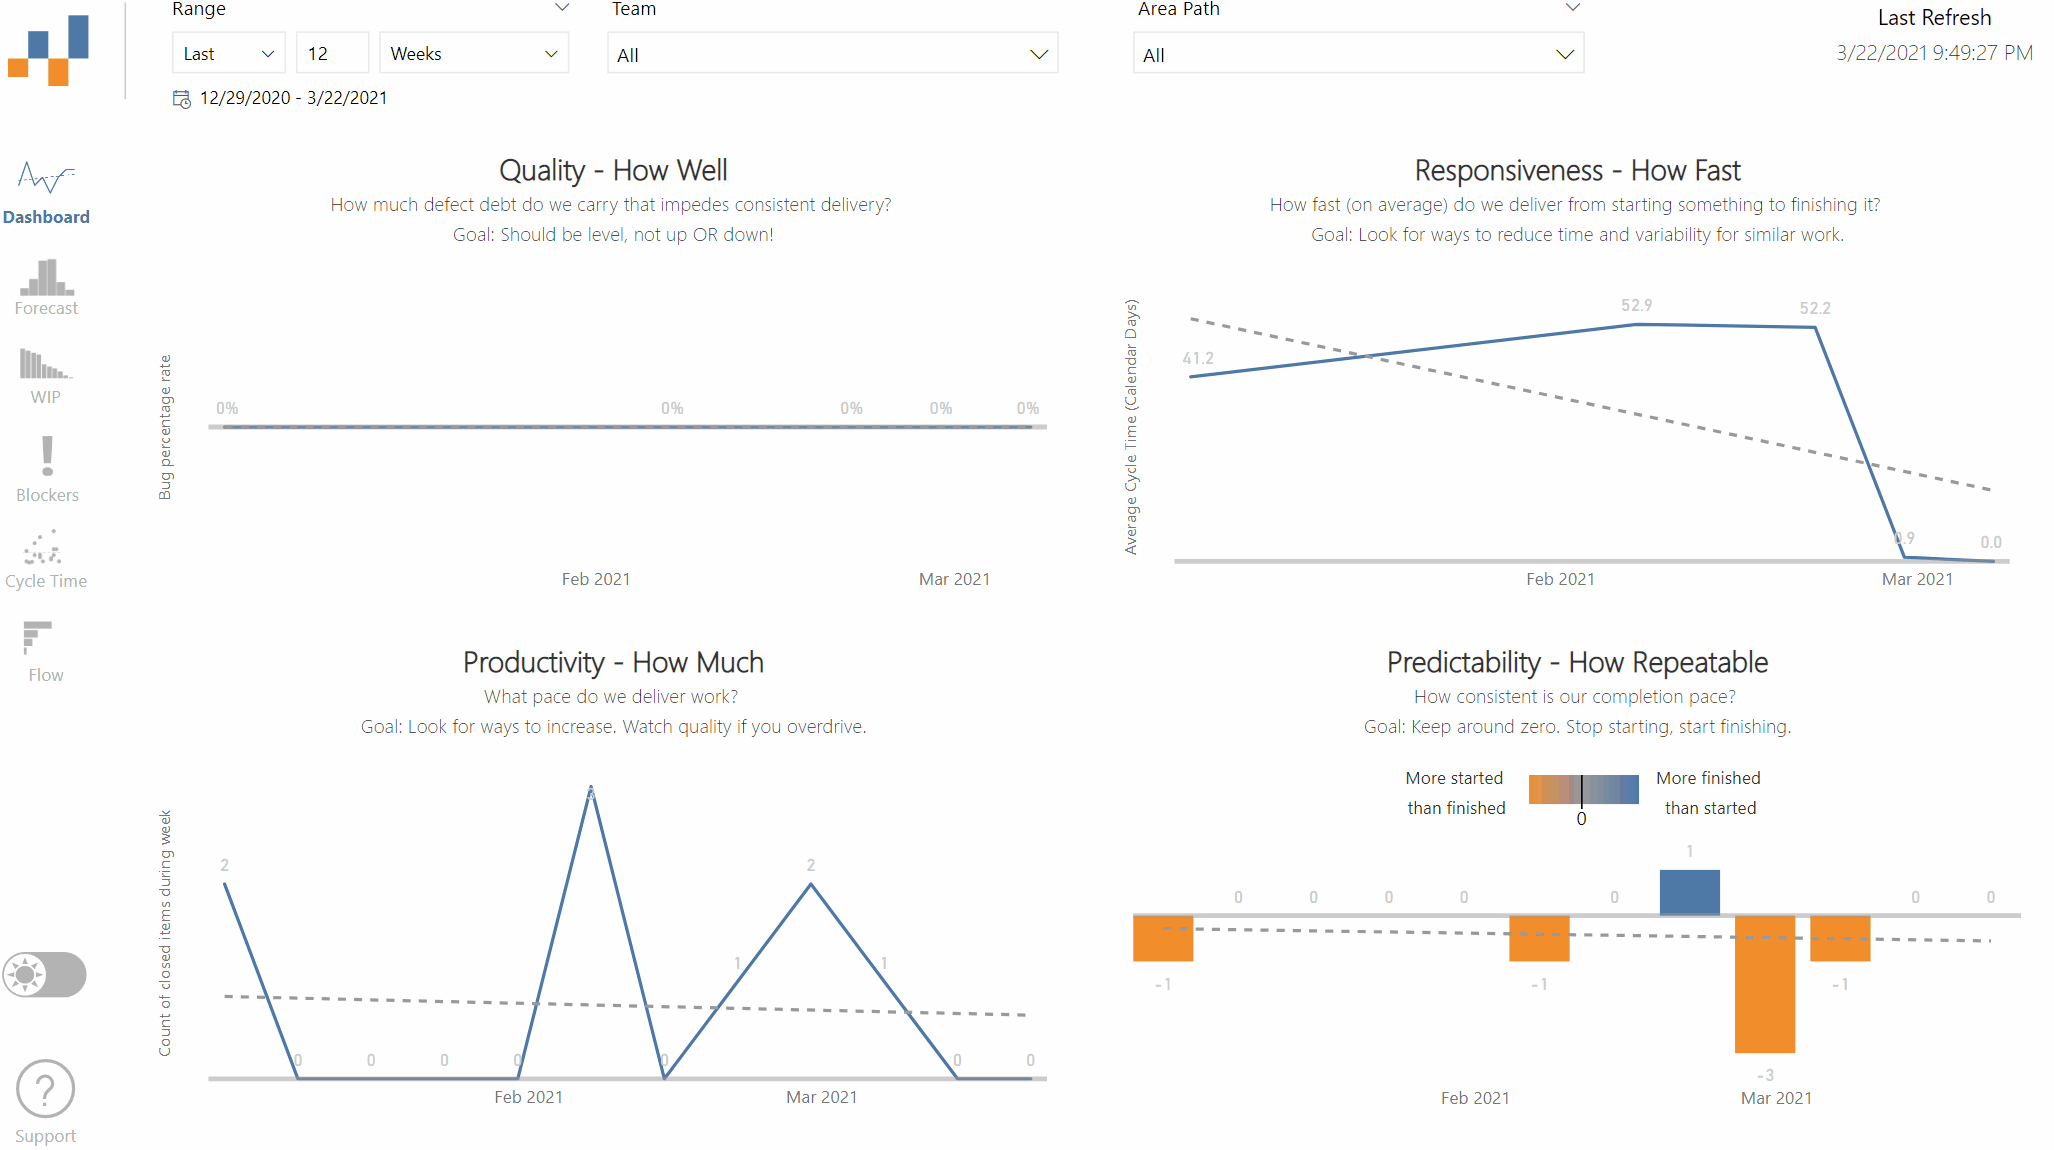 Range
Team
Area Path
Last Refresh
Last
12
Weeks
All
All
3/22/2021 9:49:27 PM
12/29/2020 - 3/22/2021
Dashboard
Forecast
WIP
Blockers
Cycle Time
Flow
?
Support
Quality - How Well
How much defect debt do we carry that impedes consistent delivery?
Goal: Should be level, not up OR down!
Bug percentage rate
0%
0%
0%
0%
0%
Feb 2021
Mar 2021
Responsiveness - How Fast
How fast (on average) do we deliver from starting something to finishing it?
Goal: Look for ways to reduce time and variability for similar work.
Average Cycle Time (Calendar Days)
41.2
52.9
52.2
0.9
0.0
Feb 2021
Mar 2021
Productivity - How Much
What pace do we deliver work?
Goal: Look for ways to increase. Watch quality if you overdrive.
Count of closed items during week
2
0
0
0
0
0
1
2
1
0
0
Feb 2021
Mar 2021
Predictability - How Repeatable
How consistent is our completion pace?
Goal: Keep around zero. Stop starting, start finishing.
More started
than finished
0
More finished
than started
-1
0
0
0
0
-1
0
1
-3
-1
0
0
Feb 2021
Mar 2021